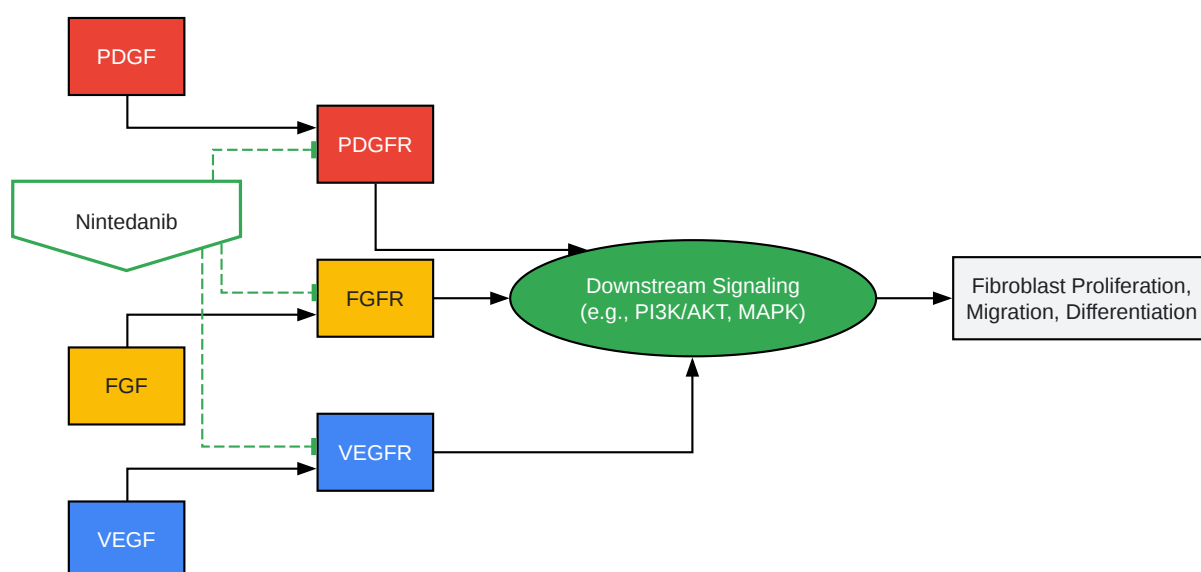 PDGF
PDGFR
Nintedanib
FGFR
Downstream Signaling
(e.g., PI3K/AKT, MAPK)
Fibroblast Proliferation,
Migration, Differentiation
FGF
VEGFR
VEGF